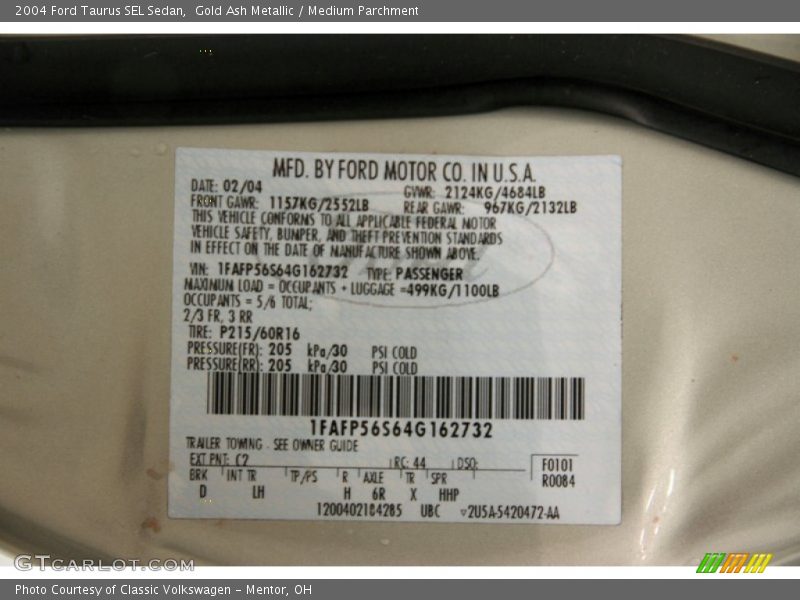 2004 Ford Taurus SEL Sedan,  Gold Ash Metallic / Medium Parchment
MFD. BY FORD MOTOR CO. IN U.S.A.
DATE: 02/04 GVWR: 2124KG/4684LB
FRONT GAWR: 1157KG/2552LB REAR GAWR: 967KG/2132LB
THIS VEHICLE CONFORMS TO ALL APPLICABLE FEDERAL MOTOR
VEHICLE SAFETY, BUMPER, AND THEFT PREVENTION STANDARDS
IN EFFECT ON THE DATE OF MANUFACTURE SHOWN ABOVE.
VIN: 1FAFP56S64G162732 TYPE: PASSENGER
MAXIMUM LOAD = OCCUPANTS + LUGGAGE =499KG/1100LB
OCCUPANTS = 5/6 TOTAL;
2/3 FR, 3 RR
TIRE: P215/60R16
PRESSURE(FR): 205 kPa/30 PSI COLD
PRESSURE(RR): 205 kPa/30 PSI COLD
1FAFP56S64G162732
TRAILER TOWING - SEE OWNER GUIDE
EXT PNT: C2 RC: 44 DSO: F0101
BRK INT TR TP/PS R AXLE TR SPR R0084
D LH H 6R X HHP
1200402184285 UBC 2U5A-5420472-AA
GTCarLot.com
Photo Courtesy of Classic Volkswagen - Mentor, OH